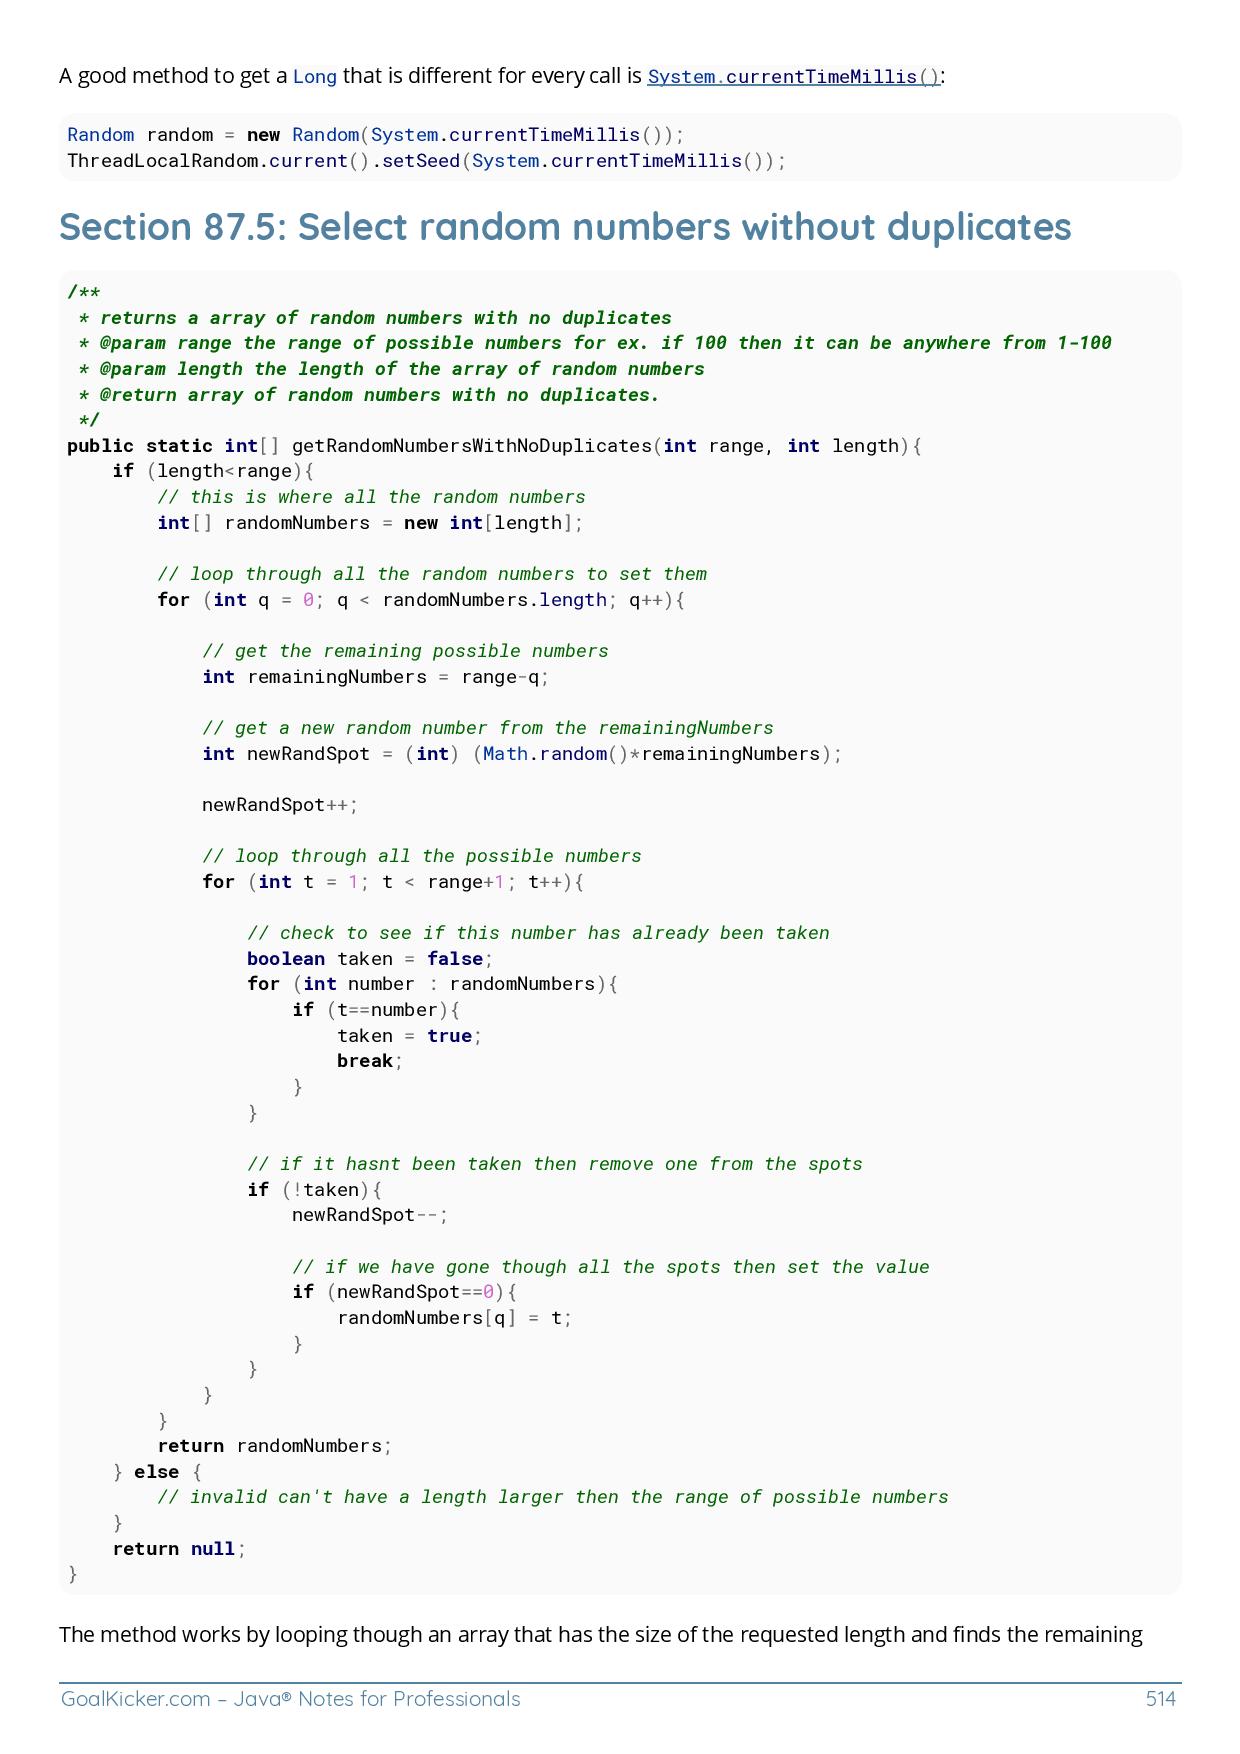 A good method to get a Long that is different for every call is System.currentTimeMillis():
Random random = new Random(System.currentTimeMillis());
ThreadLocalRandom.current().setSeed(System.currentTimeMillis());
Section 87.5: Select random numbers without duplicates
/**
 * returns a array of random numbers with no duplicates
 * @param range the range of possible numbers for ex. if 100 then it can be anywhere from 1-100
 * @param length the length of the array of random numbers
 * @return array of random numbers with no duplicates.
 */
public static int[] getRandomNumbersWithNoDuplicates(int range, int length){
    if (length<range){
        // this is where all the random numbers
        int[] randomNumbers = new int[length];
        // loop through all the random numbers to set them
        for (int q = 0; q < randomNumbers.length; q++){
            // get the remaining possible numbers
            int remainingNumbers = range-q;
            // get a new random number from the remainingNumbers
            int newRandSpot = (int) (Math.random()*remainingNumbers);
            newRandSpot++;
            // loop through all the possible numbers
            for (int t = 1; t < range+1; t++){
                // check to see if this number has already been taken
                boolean taken = false;
                for (int number : randomNumbers){
                    if (t==number){
                        taken = true;
                        break;
                    }
                }
                // if it hasnt been taken then remove one from the spots
                if (!taken){
                    newRandSpot--;
                    // if we have gone though all the spots then set the value
                    if (newRandSpot==0){
                        randomNumbers[q] = t;
                    }
                }
            }
        }
        return randomNumbers;
    } else {
        // invalid can't have a length larger then the range of possible numbers
    }
    return null;
}
The method works by looping though an array that has the size of the requested length and finds the remaining
GoalKicker.com – Java® Notes for Professionals 514